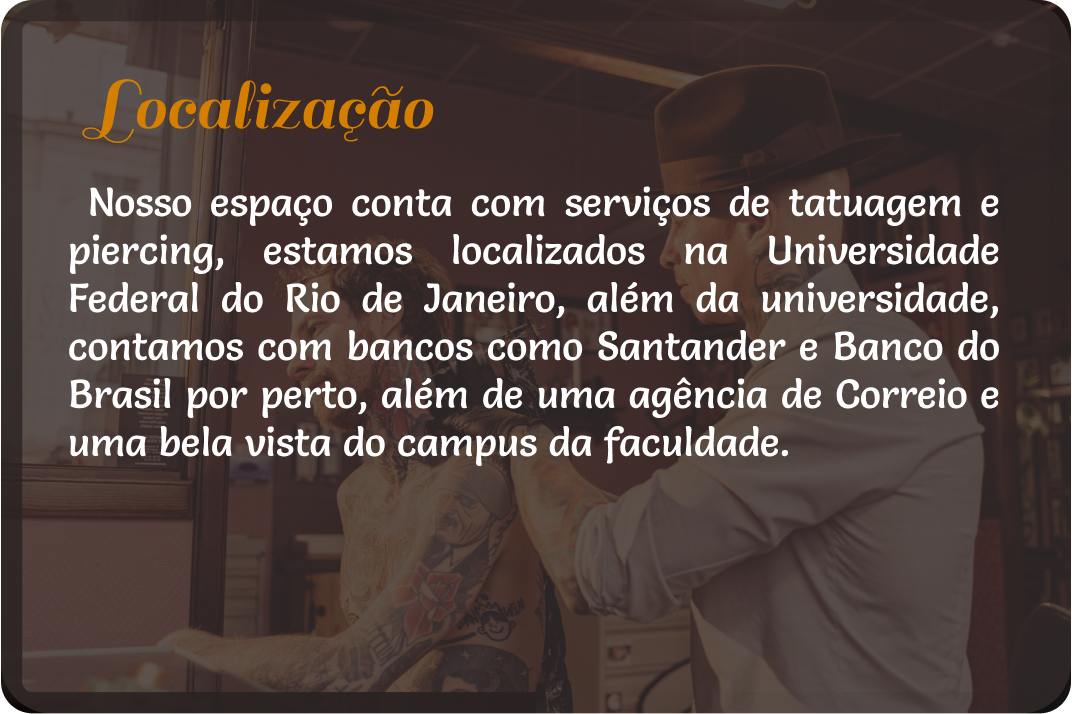 Localização
Nosso espaço conta com serviços de tatuagem e
piercing, estamos localizados na Universidade
Federal do Rio de Janeiro, além da universidade,
contamos com bancos como Santander e Banco do
Brasil por perto, além de uma agência de Correio e
uma bela vista do campus da faculdade.